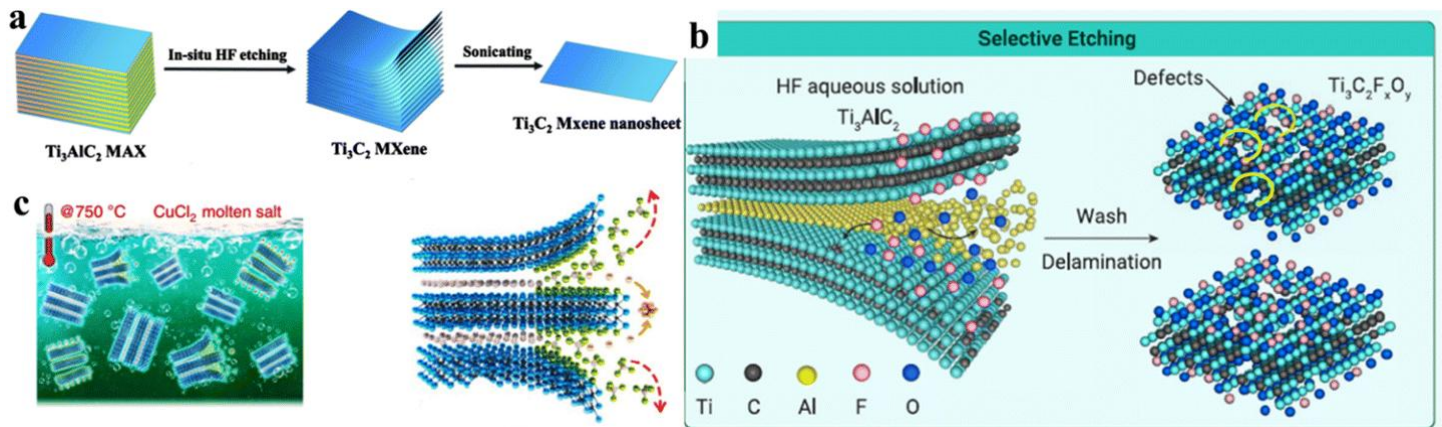 a
In-situ HF etching
Sonicating
Ti₃AlC₂ MAX
Ti₃C₂ MXene
Ti₃C₂ Mxene nanosheet
b
Selective Etching
HF aqueous solution
Ti₃AlC₂
Defects
Ti₃C₂FₓOᵧ
Wash
Delamination
Ti
C
Al
F
O
c
@750 °C
CuCl₂ molten salt